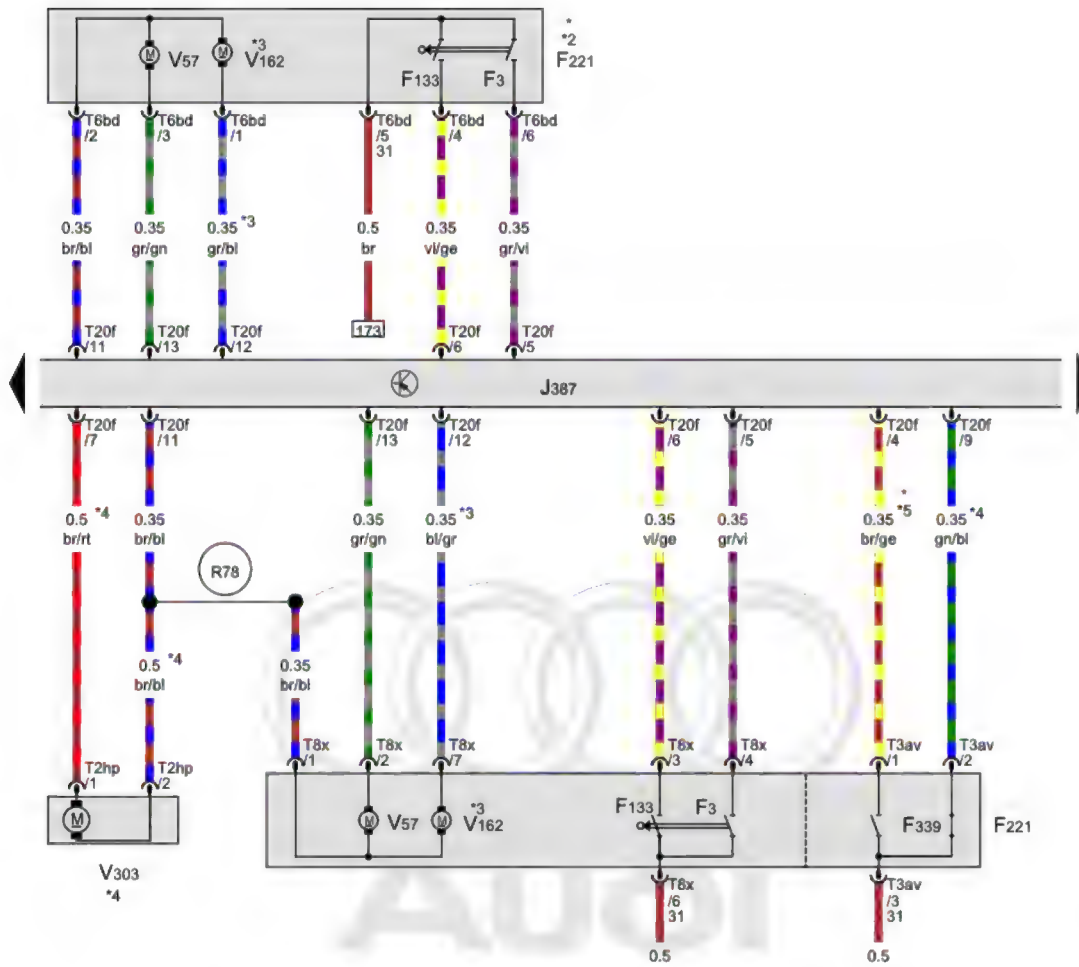 *
*3
*2
V57
V162
F221
F133
F3
T6bd
T6bd
T6bd
T6bd
T6bd
T6bd
/2
/3
/1
/5
/4
/6
31
0.35
0.35
0.35 *3
0.5
0.35
0.35
br/bl
gr/gn
gr/bl
br
vi/ge
gr/vi
173
T20f
T20f
T20f
T20f
T20f
/11
/13
/12
/6
/5
J387
T20f
T20f
T20f
T20f
T20f
T20f
T20f
T20f
/7
/11
/13
/12
/6
/5
/4
/9
*
0.5 *4
0.35
0.35
0.35 *3
0.35
0.35
0.35 *5
0.35 *4
br/rt
br/bl
gr/gn
bl/gr
vi/ge
gr/vi
br/ge
gn/bl
R78
0.5 *4
0.35
br/bl
br/bl
T2hp
T2hp
T8x
T8x
T8x
T8x
T8x
T3av
T3av
/1
/2
/1
/2
/7
/3
/4
/1
/2
M
M
V57
M
*3
V162
F133
F3
F339
F221
V303
*4
T8x
T3av
/6
/3
31
31
0.5
0.5
Audi